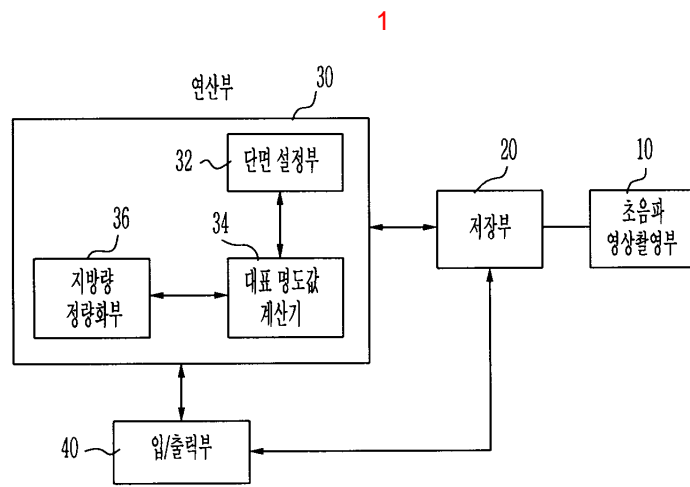 1
연산부
30
32
단면 설정부
20
10
저장부
초음파
영상촬영부
36
34
지방량
정량화부
대표 명도값
계산기
40
입/출력부